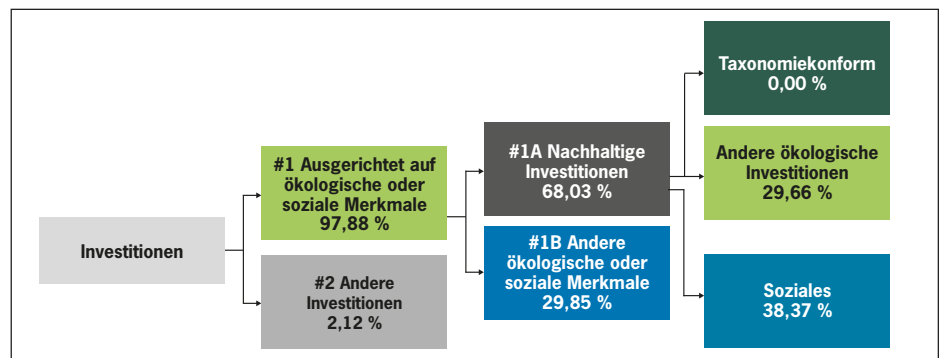 Investitionen
#1 Ausgerichtet auf
ökologische oder
soziale Merkmale
97,88 %
#2 Andere
Investitionen
2,12 %
#1A Nachhaltige
Investitionen
68,03 %
#1B Andere
ökologische oder
soziale Merkmale
29,85 %
Taxonomiekonform
0,00 %
Andere ökologische
Investitionen
29,66 %
Soziales
38,37 %